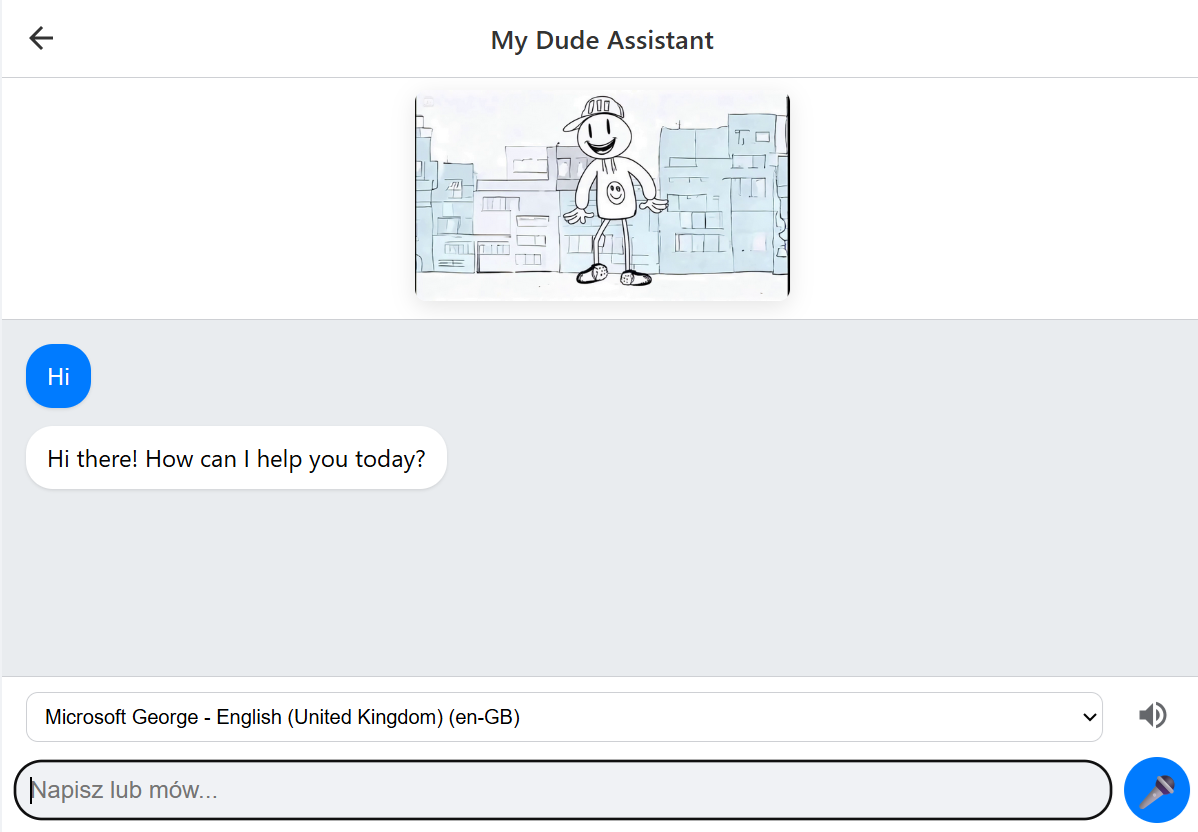 My Dude Assistant
Hi
Hi there! How can I help you today?
Microsoft George - English (United Kingdom) (en-GB)
Napisz lub mów...